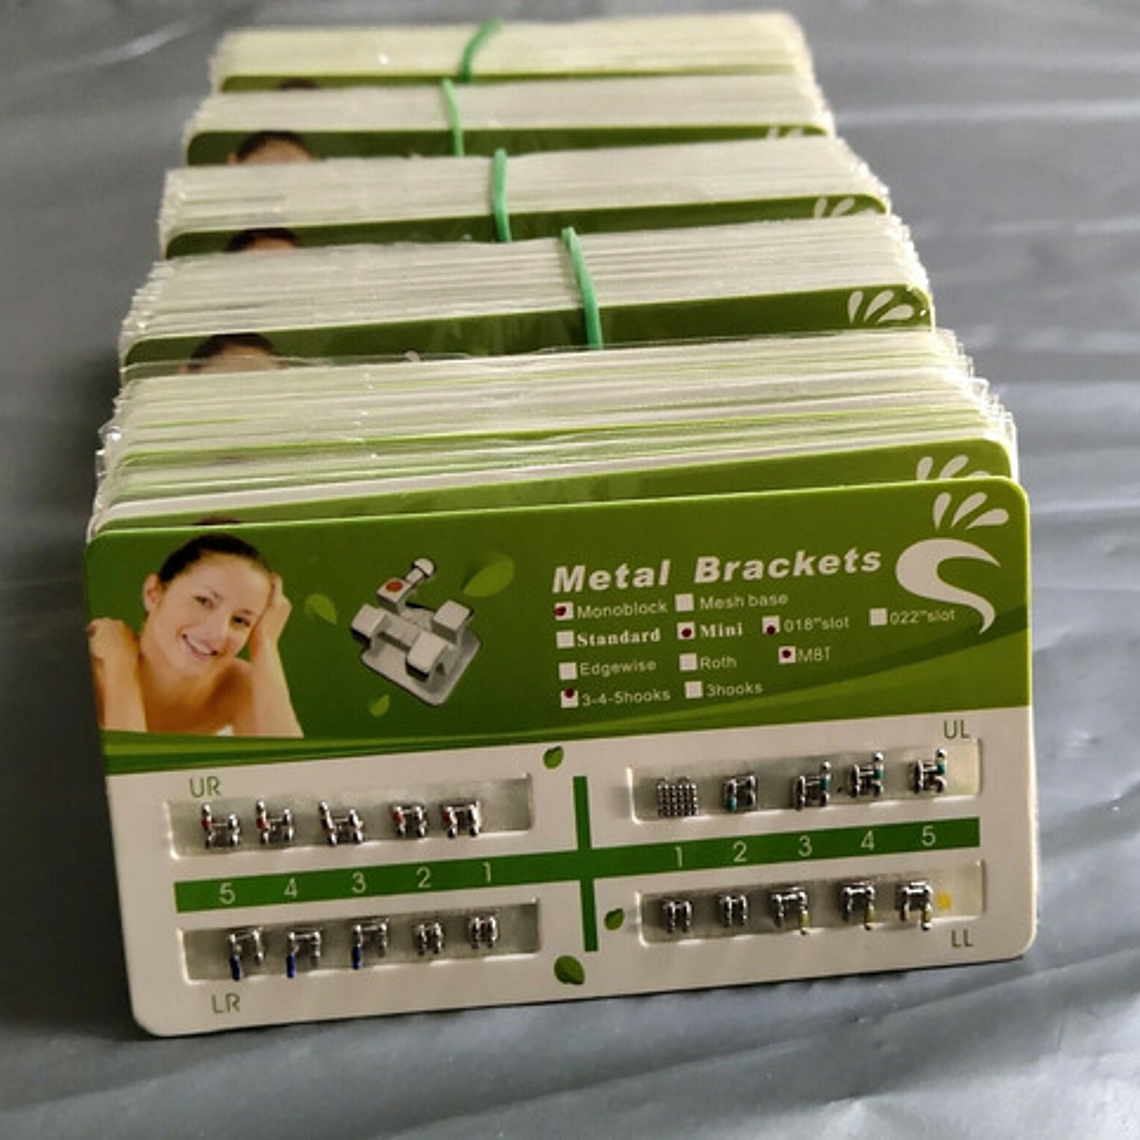 Metal Brackets
Monoblock Mesh base
Standard Mini 018"slot 022"slot
Edgewise Roth MBT
3-4-5hooks 3hooks
UL
UR
1 2 3 4 5
5 4 3 2 1
LL
LR